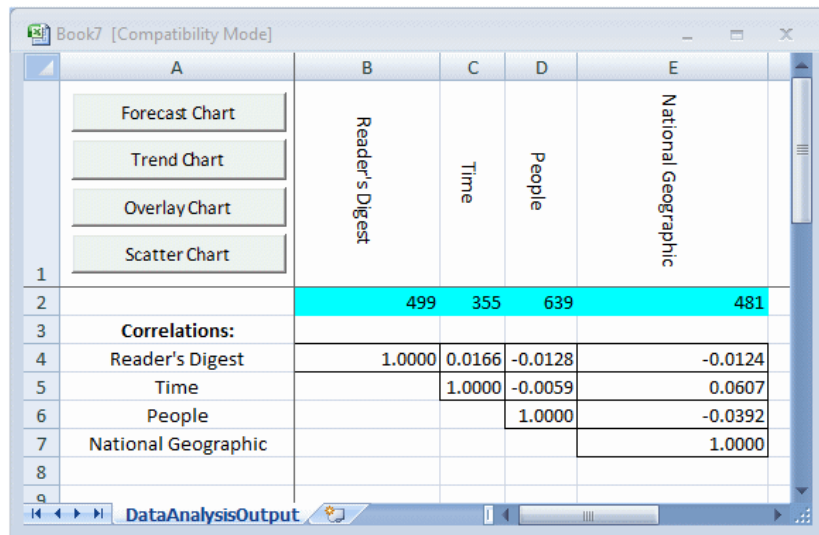 Book7 [Compatibility Mode]
A B C D E
Forecast Chart
Trend Chart
Overlay Chart
Scatter Chart
Reader's Digest
Time
People
National Geographic
1
2 499 355 639 481
3 Correlations:
4 Reader's Digest 1.0000 0.0166 -0.0128 -0.0124
5 Time 1.0000 -0.0059 0.0607
6 People 1.0000 -0.0392
7 National Geographic 1.0000
8
9
DataAnalysisOutput